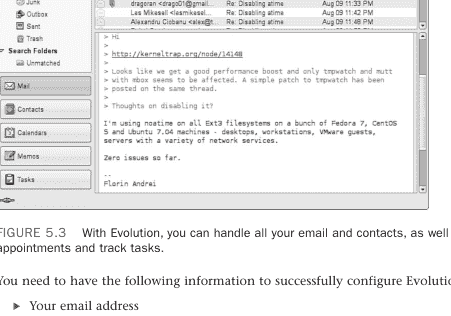 Junk
Outbox
Sent
Trash
Search Folders
Unmatched
Mail
Contacts
Calendars
Memos
Tasks
dragoran <drago01@gmail... Re: Disabling atime Aug 09 11:33 PM
Les Mikesell <lesmikesel... Re: Disabling atime Aug 09 11:42 PM
Alexandru Ciobanu <alex@t... Re: Disabling atime Aug 09 11:48 PM
> Hi
>
> http://kerneltrap.org/node/14148
>
> Looks like we get a good performance boost and only tmpwatch and mutt
> with mbox seems to be affected. A simple patch to tmpwatch has been
> posted on the same thread.
>
> Thoughts on disabling it?
I'm using noatime on all Ext3 filesystems on a bunch of Fedora 7, CentOS
5 and Ubuntu 7.04 machines - desktops, workstations, VMware guests,
servers with a variety of network services.
Zero issues so far.
--
Florin Andrei
FIGURE 5.3 With Evolution, you can handle all your email and contacts, as well
appointments and track tasks.
You need to have the following information to successfully configure Evolutio
▶ Your email address